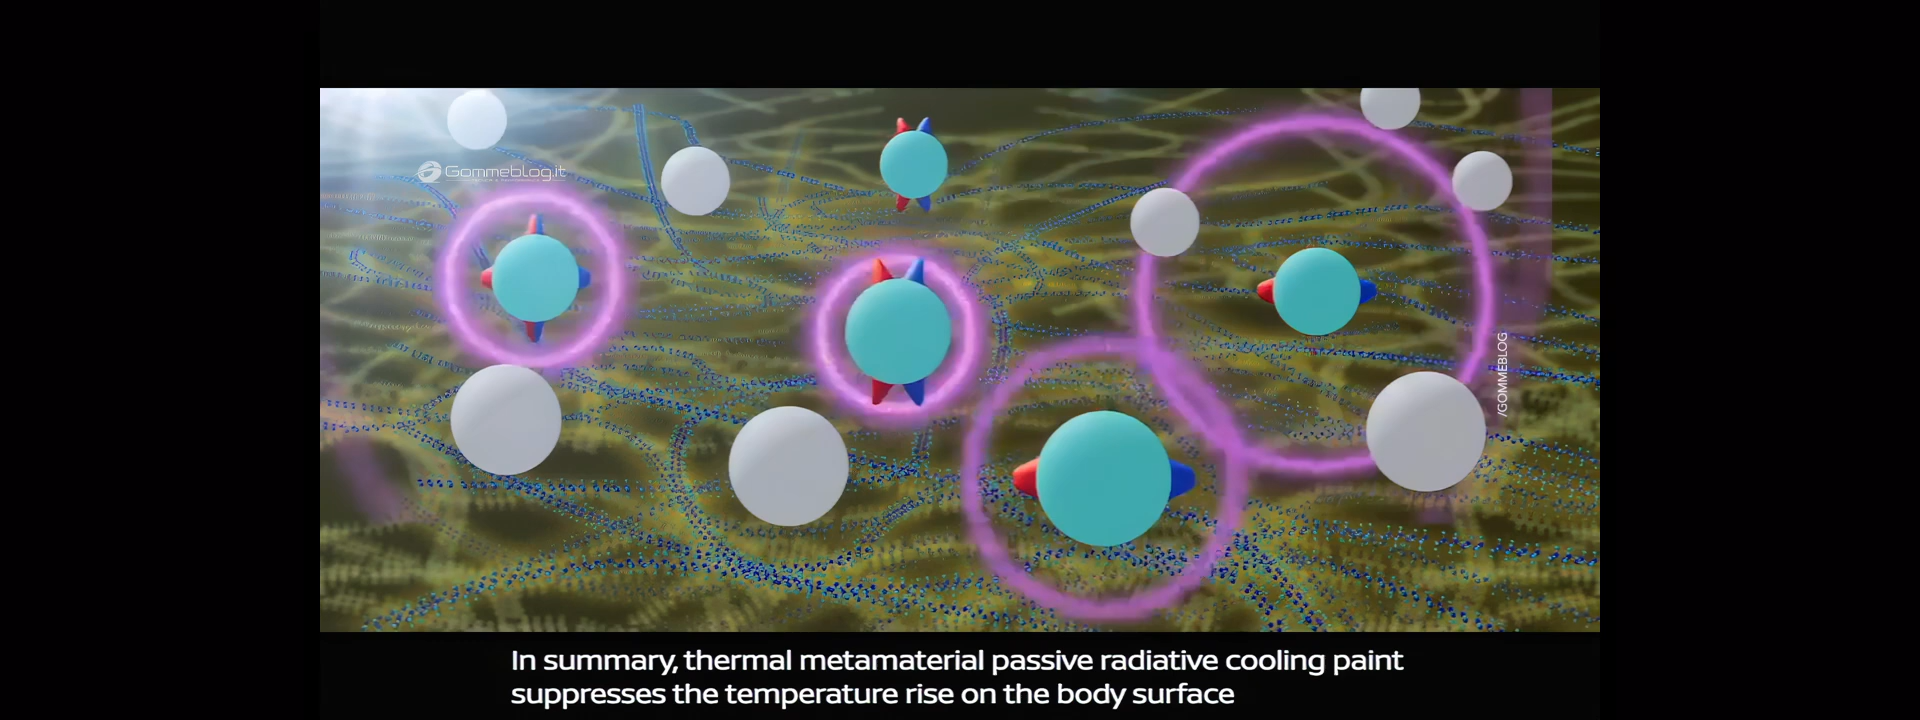 Gommeblog.it
/GOMMEBLOG
In summary, thermal metamaterial passive radiative cooling paint
suppresses the temperature rise on the body surface